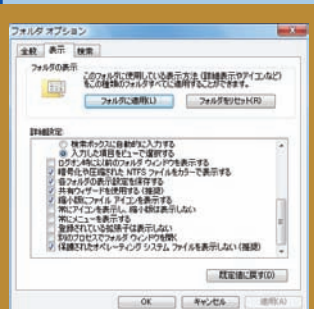 フォルダ オプション
全般 表示 検索
フォルダの表示
このフォルダに使用している表示方法 (詳細表示やアイコンなど)
をこの種類のフォルダすべてに適用することができます。
フォルダに適用(L) フォルダをリセット(R)
詳細設定:
検索ボックスに自動的に入力する
入力した項目をビューで選択する
ログオン時に以前のフォルダ ウィンドウを表示する
暗号化や圧縮された NTFS ファイルをカラーで表示する
各フォルダの表示設定を保存する
共有ウィザードを使用する (推奨)
縮小版にファイル アイコンを表示する
常にアイコンを表示し、縮小版は表示しない
常にメニューを表示する
登録されている拡張子は表示しない
別のプロセスでフォルダ ウィンドウを開く
保護されたオペレーティング システム ファイルを表示しない (推奨)
既定値に戻す(D)
OK キャンセル 適用(A)